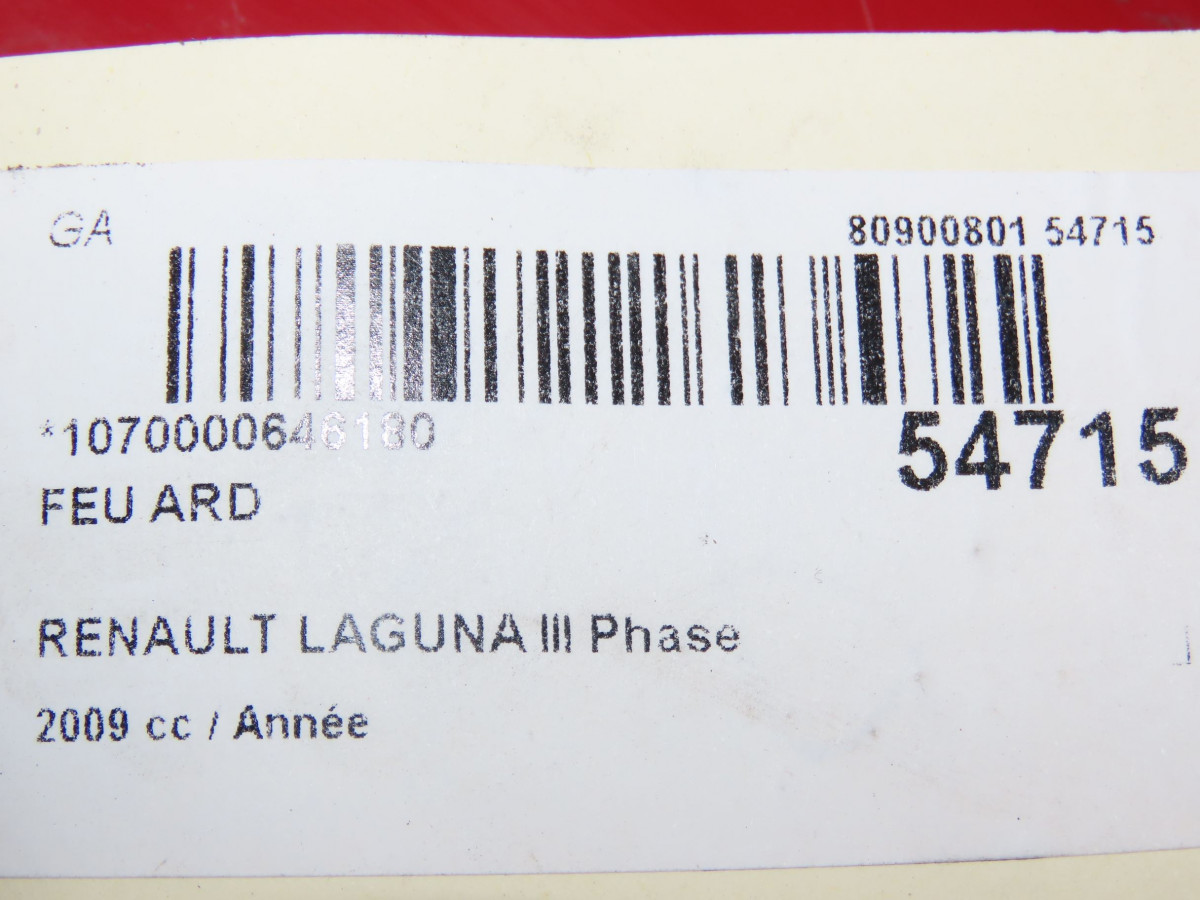 GA
80900801 54715
*1070000646180
54715
FEU ARD
RENAULT LAGUNA III Phase
2009 cc / Année